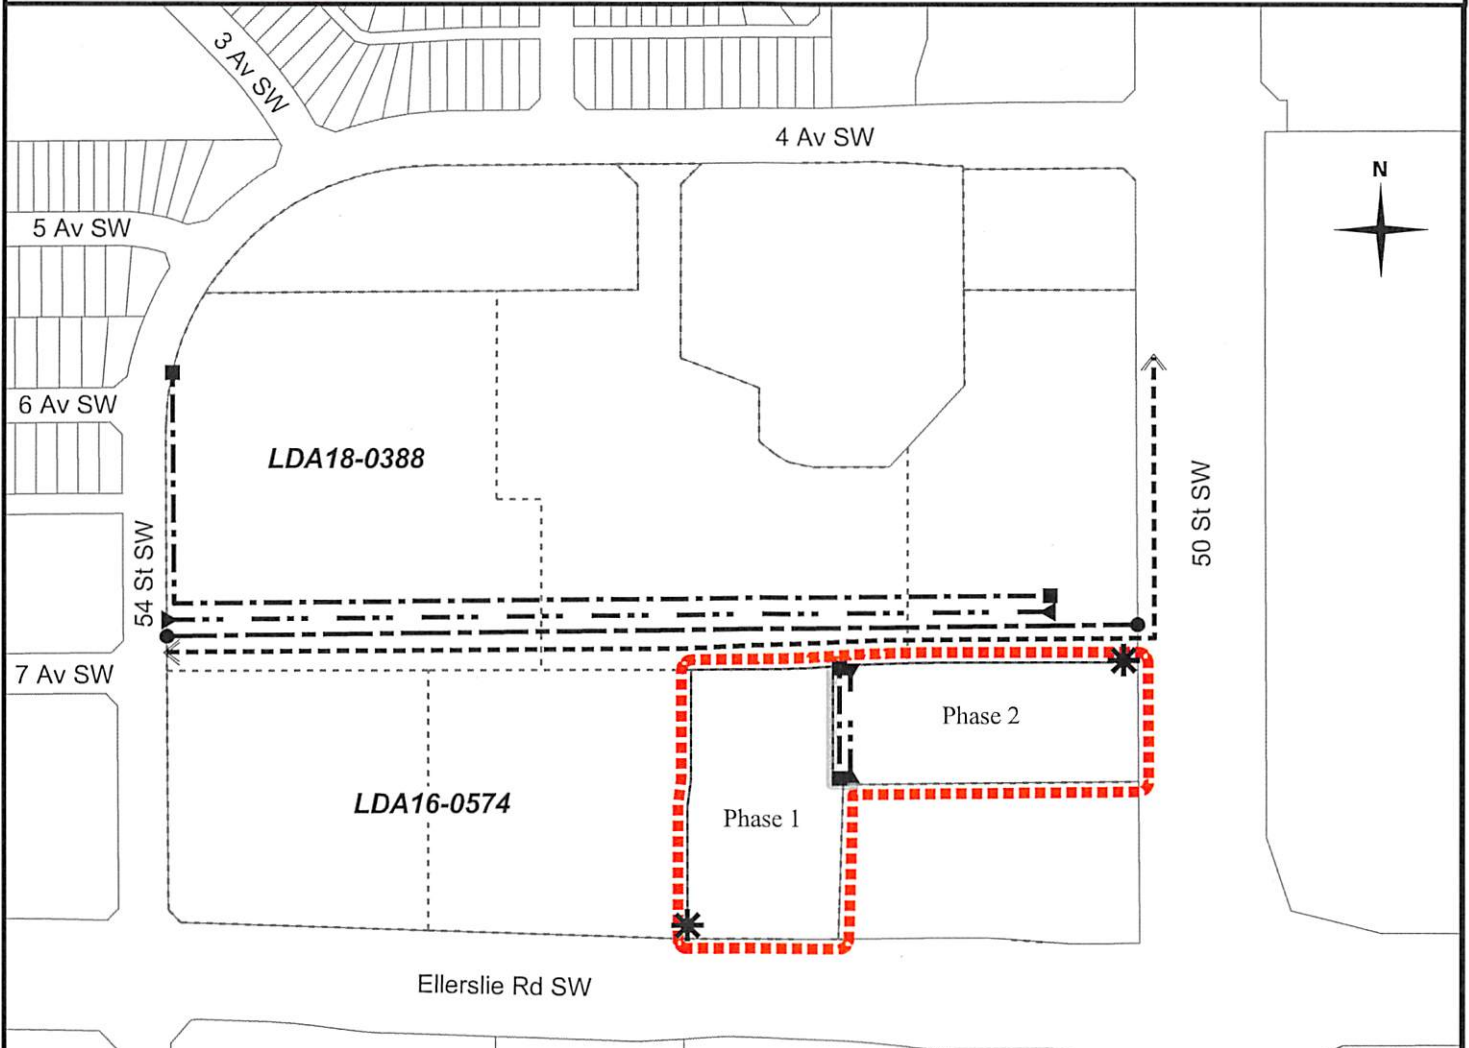 3 Av SW
4 Av SW
N
5 Av SW
6 Av SW
LDA18-0388
50 St SW
54 St SW
7 Av SW
Phase 2
LDA16-0574
Phase 1
Ellerslie Rd SW